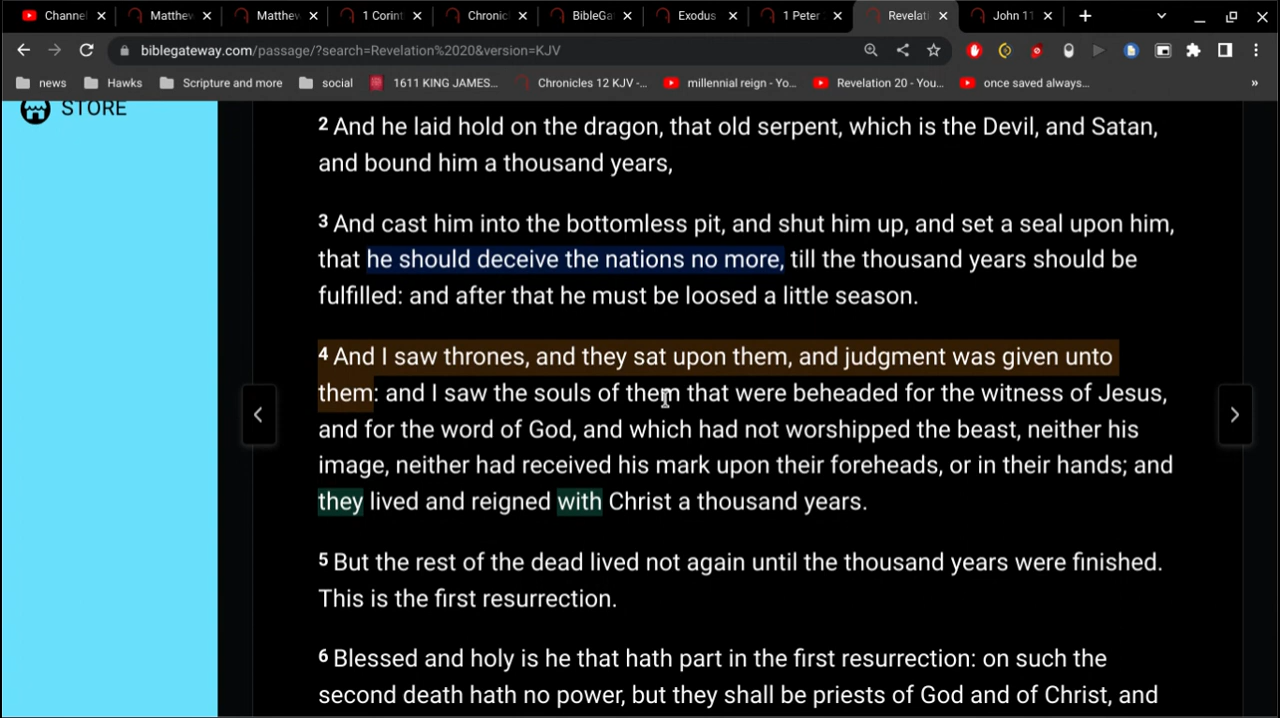 Channel
Matthew
Matthew
1 Corint
Chronicl
BibleGa
Exodus
1 Peter
Revelati
John 11
biblegateway.com/passage/?search=Revelation%2020&version=KJV
news
Hawks
Scripture and more
social
1611 KING JAMES...
Chronicles 12 KJV -...
millennial reign - Yo...
Revelation 20 - You...
once saved always...
»
STORE
2 And he laid hold on the dragon, that old serpent, which is the Devil, and Satan,
and bound him a thousand years,
3 And cast him into the bottomless pit, and shut him up, and set a seal upon him,
that he should deceive the nations no more, till the thousand years should be
fulfilled: and after that he must be loosed a little season.
4 And I saw thrones, and they sat upon them, and judgment was given unto
them: and I saw the souls of them that were beheaded for the witness of Jesus,
and for the word of God, and which had not worshipped the beast, neither his
image, neither had received his mark upon their foreheads, or in their hands; and
they lived and reigned with Christ a thousand years.
5 But the rest of the dead lived not again until the thousand years were finished.
This is the first resurrection.
6 Blessed and holy is he that hath part in the first resurrection: on such the
second death hath no power, but they shall be priests of God and of Christ, and